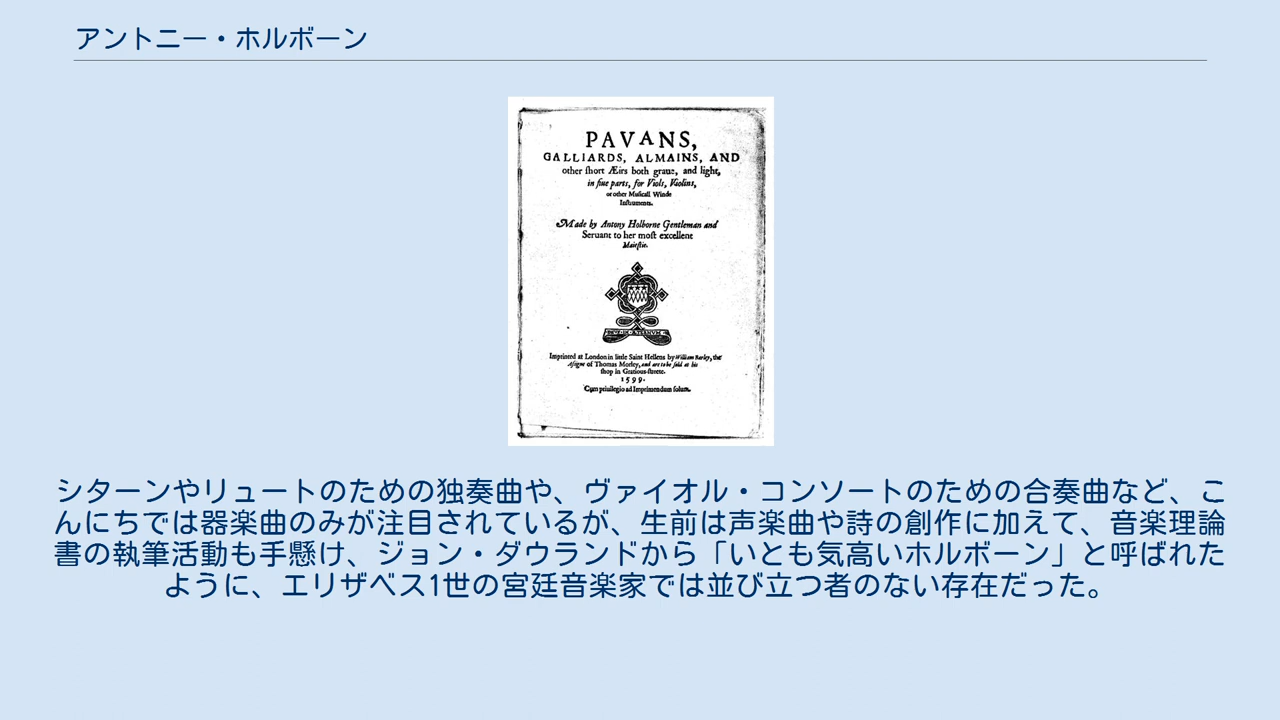 アントニー・ホルボーン
PAVANS,
GALLIARDS, ALMAINS, AND
other ſhort Æirs both graue, and light,
in fiue parts, for Viols, Violins,
or other Muſicall Winde
Inſtruments.
Made by Antony Holborne Gentleman and
Seruant to her moſt excellent
Maieſtie.
Imprinted at London in little Saint Hellens by William Barley, the
Aſigne of Thomas Morley, and are to be ſold at his
ſhop in Gratious-ſtreete.
1599.
Cum priuilegio ad Imprimendum ſolum.
シターンやリュートのための独奏曲や、ヴァイオル・コンソートのための合奏曲など、こ
んにちでは器楽曲のみが注目されているが、生前は声楽曲や詩の創作に加えて、音楽理論
書の執筆活動も手懸け、ジョン・ダウランドから「いとも気高いホルボーン」と呼ばれた
ように、エリザベス1世の宮廷音楽家では並び立つ者のない存在だった。